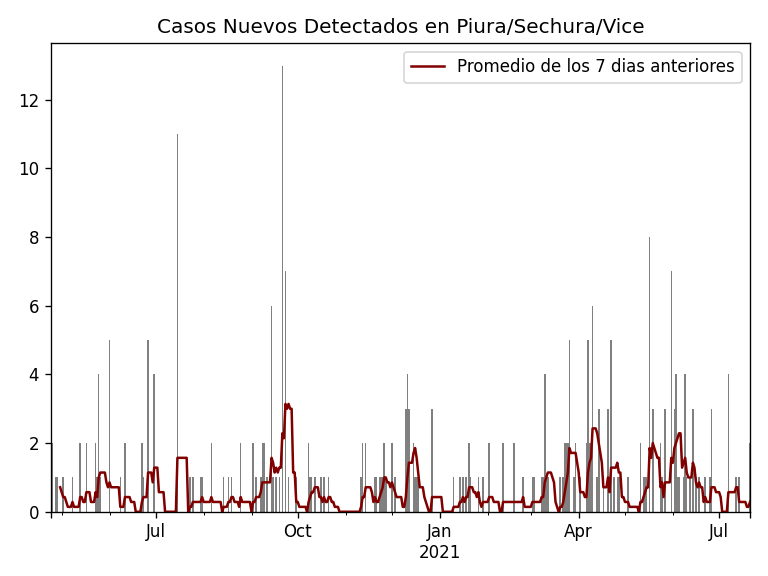 Casos Nuevos Detectados en Piura/Sechura/Vice
Promedio de los 7 dias anteriores
12
10
8
6
4
2
0
Jul
Oct
Jan
2021
Apr
Jul